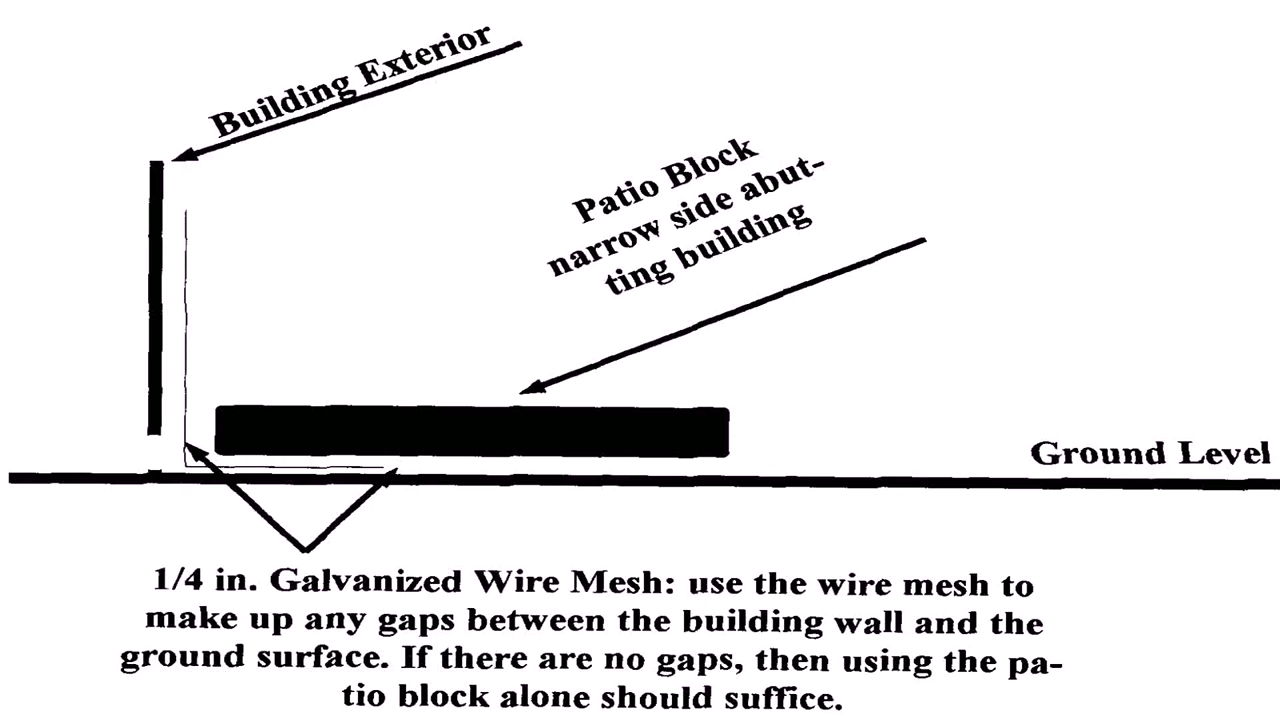 Building Exterior
Patio Block
narrow side abut-
ting building
Ground Level
1/4 in. Galvanized Wire Mesh: use the wire mesh to
make up any gaps between the building wall and the
ground surface. If there are no gaps, then using the pa-
tio block alone should suffice.